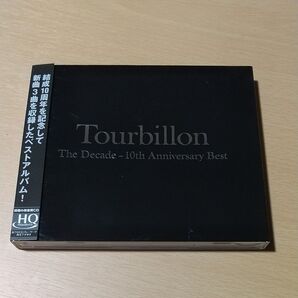 結成10周年を記念して
新曲3曲を収録したベストアルバム!
HQ
Tourbillon
The Decade – 10th Anniversary Best